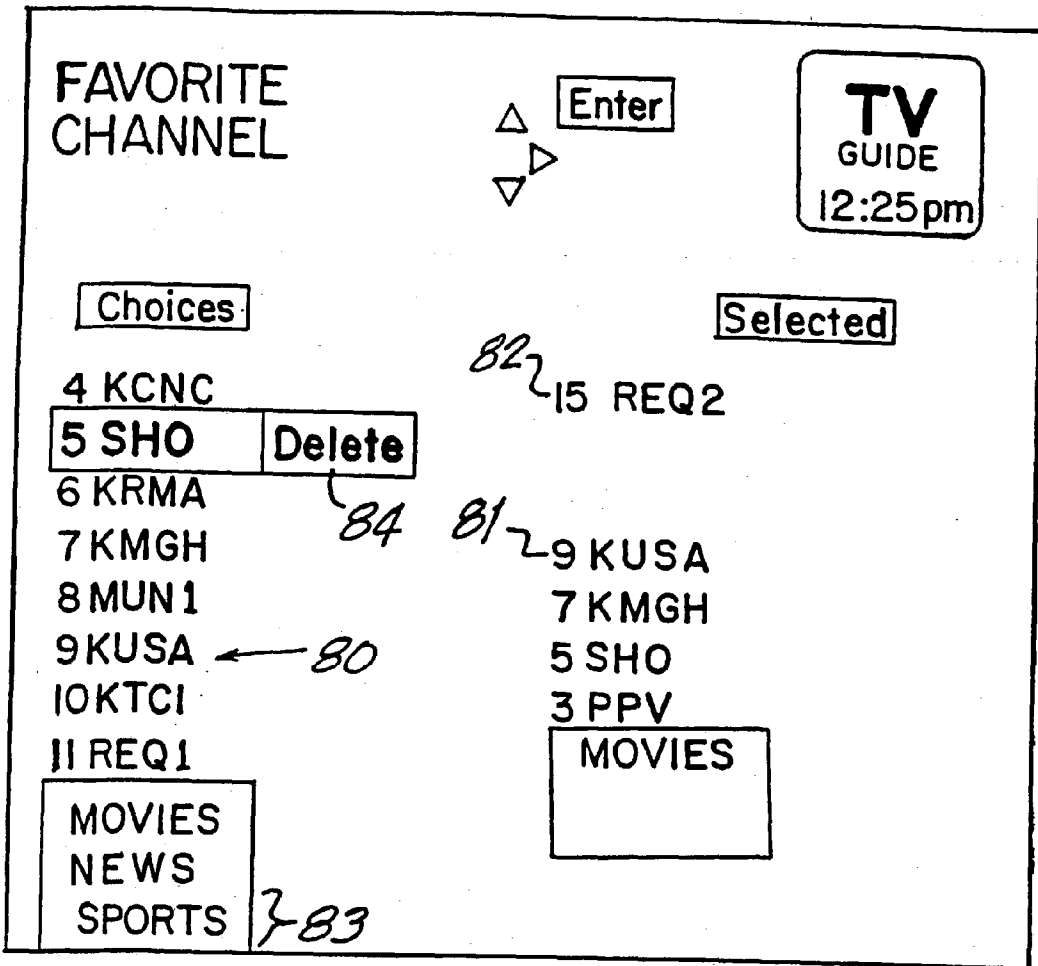 FAVORITE
CHANNEL
Enter
TV
GUIDE
12:25pm
Choices
Selected
4 KCNC
5 SHO Delete
6 KRMA
7 KMGH
8 MUN1
9 KUSA
10 KTCI
11 REQ1
MOVIES
NEWS
SPORTS
83
84
80
82
15 REQ2
81
9 KUSA
7 KMGH
5 SHO
3 PPV
MOVIES